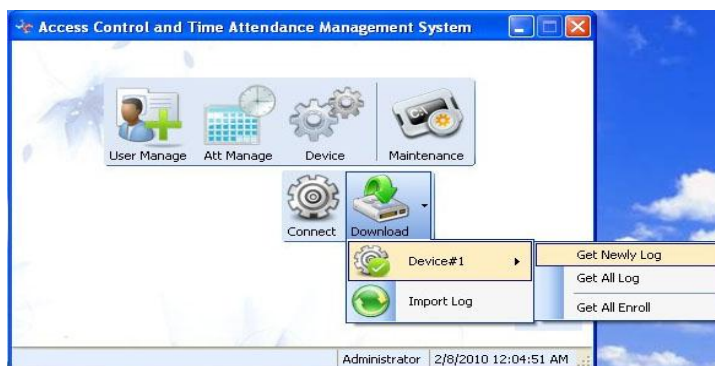 Access Control and Time Attendance Management System
User Manage Att Manage Device Maintenance
Connect Download
Device#1
Get Newly Log
Get All Log
Import Log
Get All Enroll
Administrator 2/8/2010 12:04:51 AM